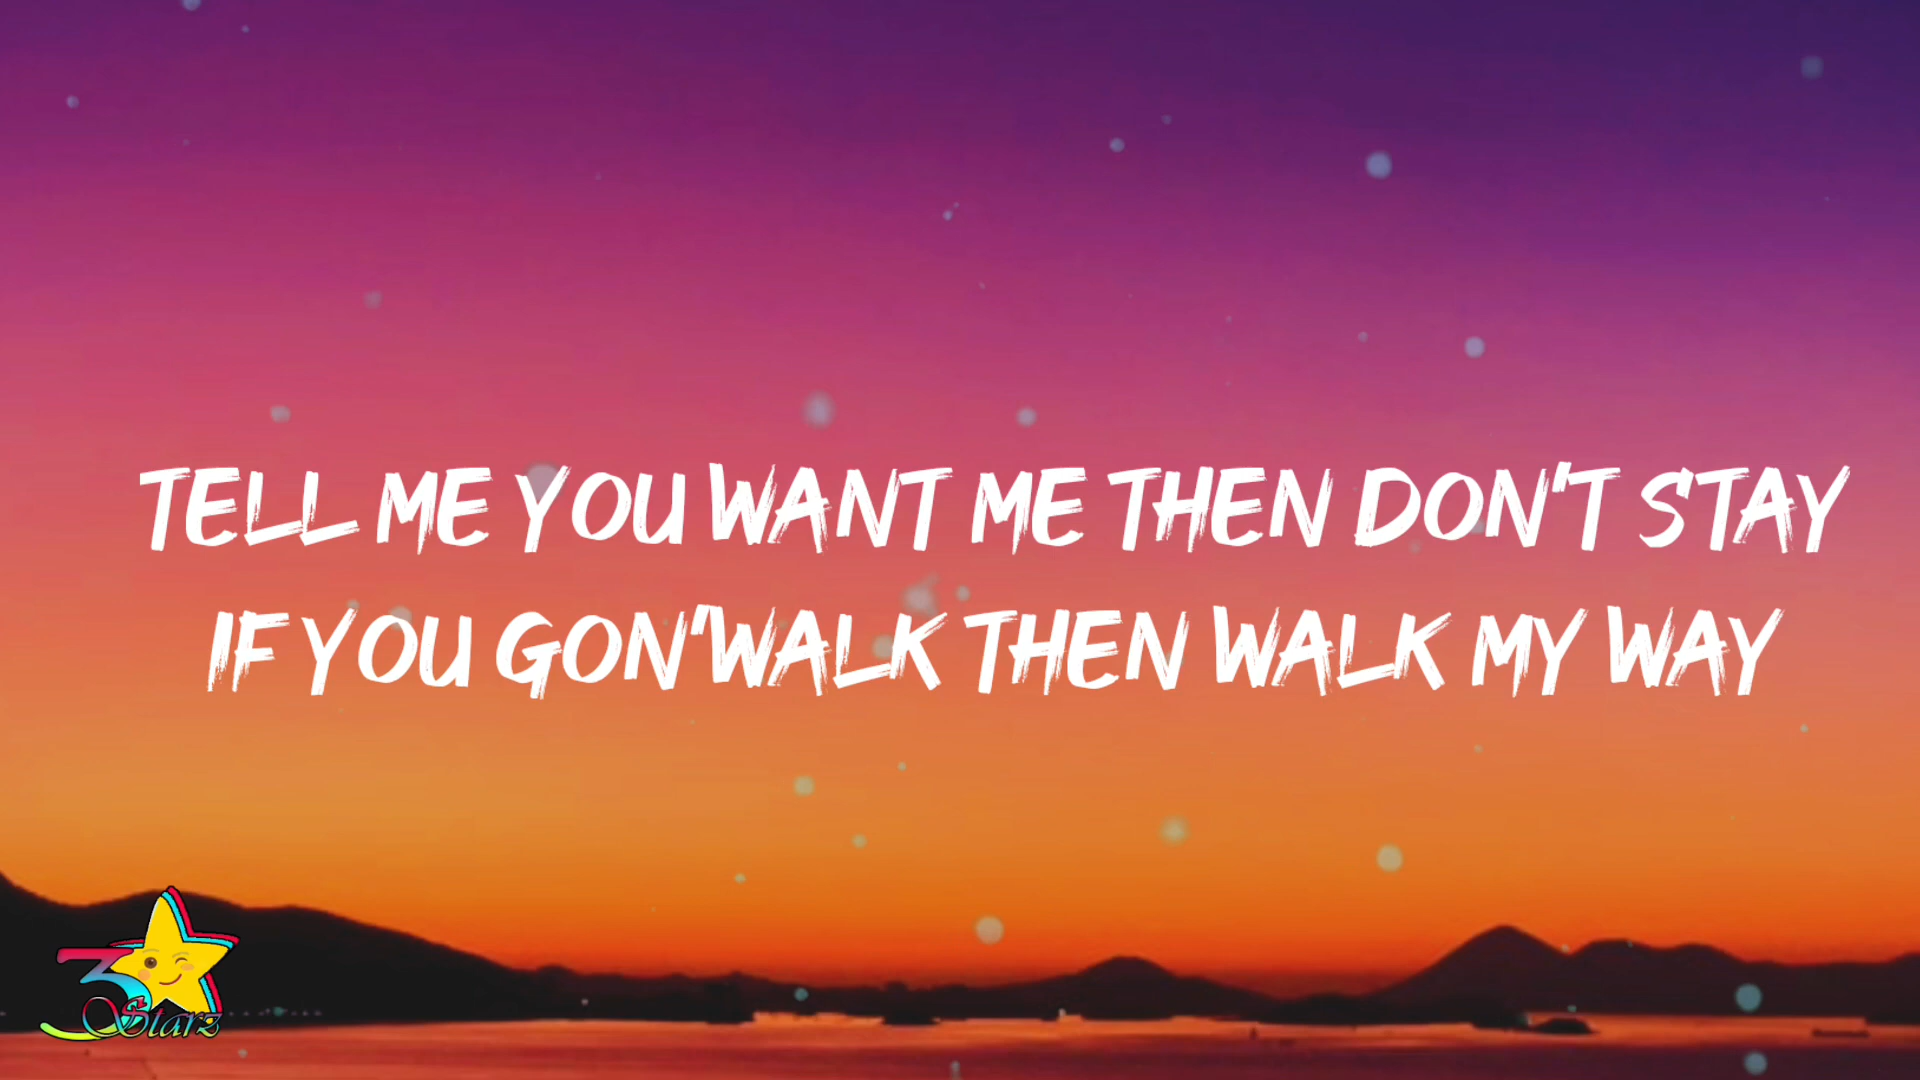 TELL ME YOU WANT ME THEN DON'T STAY
IF YOU GON' WALK THEN WALK MY WAY
3 Starz